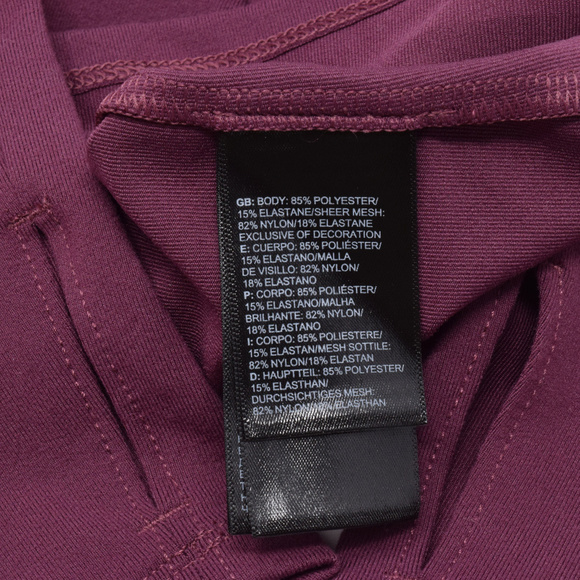 GB: BODY: 85% POLYESTER/
15% ELASTANE/SHEER MESH:
82% NYLON/18% ELASTANE
EXCLUSIVE OF DECORATION
E: CUERPO: 85% POLIÉSTER/
15% ELASTANO/MALLA
DE VISILLO: 82% NYLON/
18% ELASTANO
P: CORPO: 85% POLIÉSTER/
15% ELASTANO/MALHA
BRILHANTE: 82% NYLON/
18% ELASTANO
I: CORPO: 85% POLIESTERE/
15% ELASTAN/MESH SOTTILE:
82% NYLON/18% ELASTAN
D: HAUPTTEIL: 85% POLYESTER/
15% ELASTHAN/
DURCHSICHTIGES MESH:
82% NYLON/18% ELASTHAN